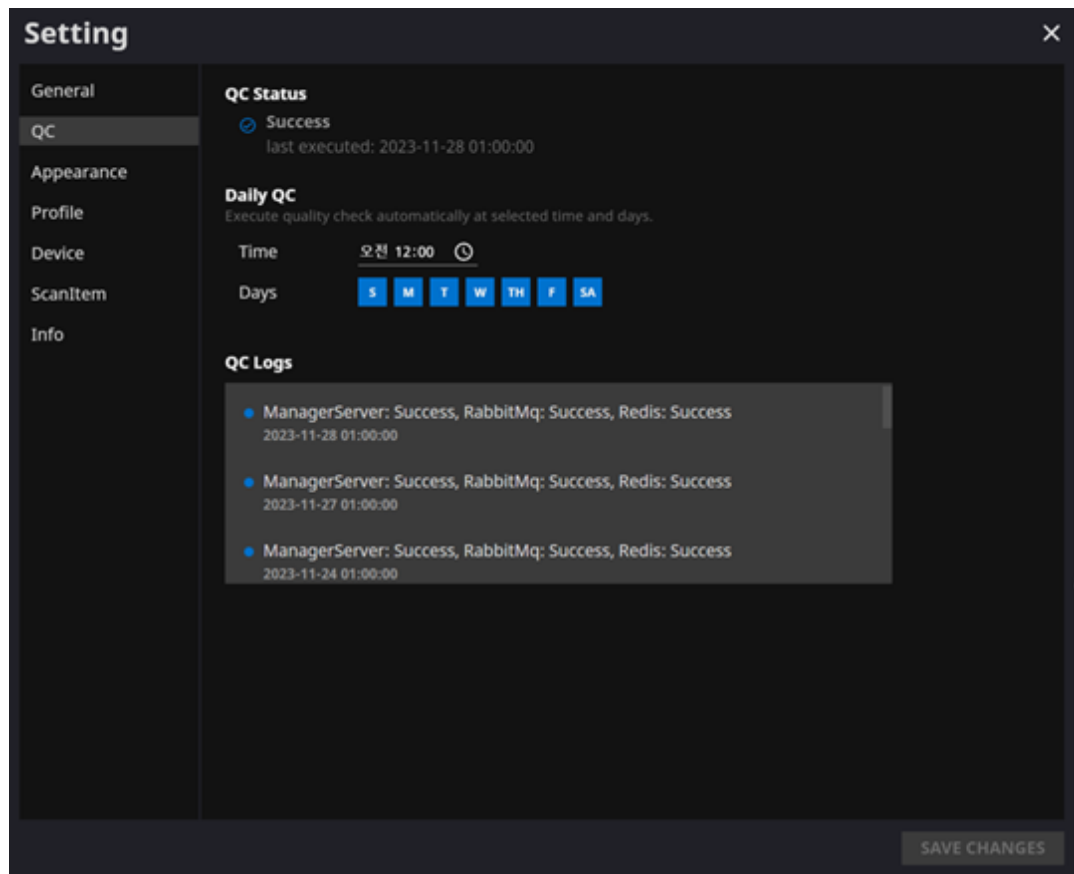 Setting
General
QC
Appearance
Profile
Device
ScanItem
Info
QC Status
Success
last executed: 2023-11-28 01:00:00
Daily QC
Execute quality check automatically at selected time and days.
Time 오전 12:00
Days S M T W TH F SA
QC Logs
ManagerServer: Success, RabbitMq: Success, Redis: Success
2023-11-28 01:00:00
ManagerServer: Success, RabbitMq: Success, Redis: Success
2023-11-27 01:00:00
ManagerServer: Success, RabbitMq: Success, Redis: Success
2023-11-24 01:00:00
SAVE CHANGES